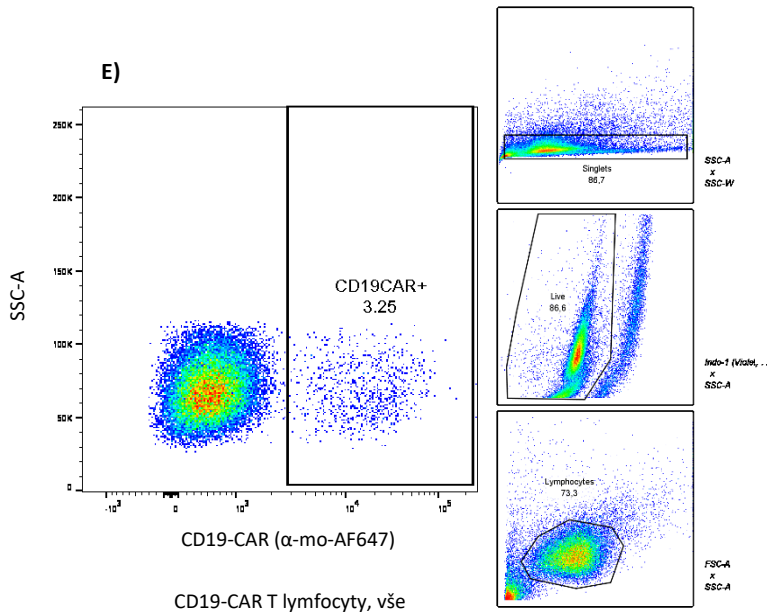 E)
250K
200K
150K
100K
50K
0
SSC-A
CD19CAR+
3.25
-10³
0
10³
10⁴
10⁵
CD19-CAR (α-mo-AF647)
CD19-CAR T lymfocyty, vše
Singlets
86,7
SSC-A
x
SSC-W
Live
86,6
Indo-1 (Violet, ...
x
SSC-A
Lymphocytes
73,3
FSC-A
x
SSC-A